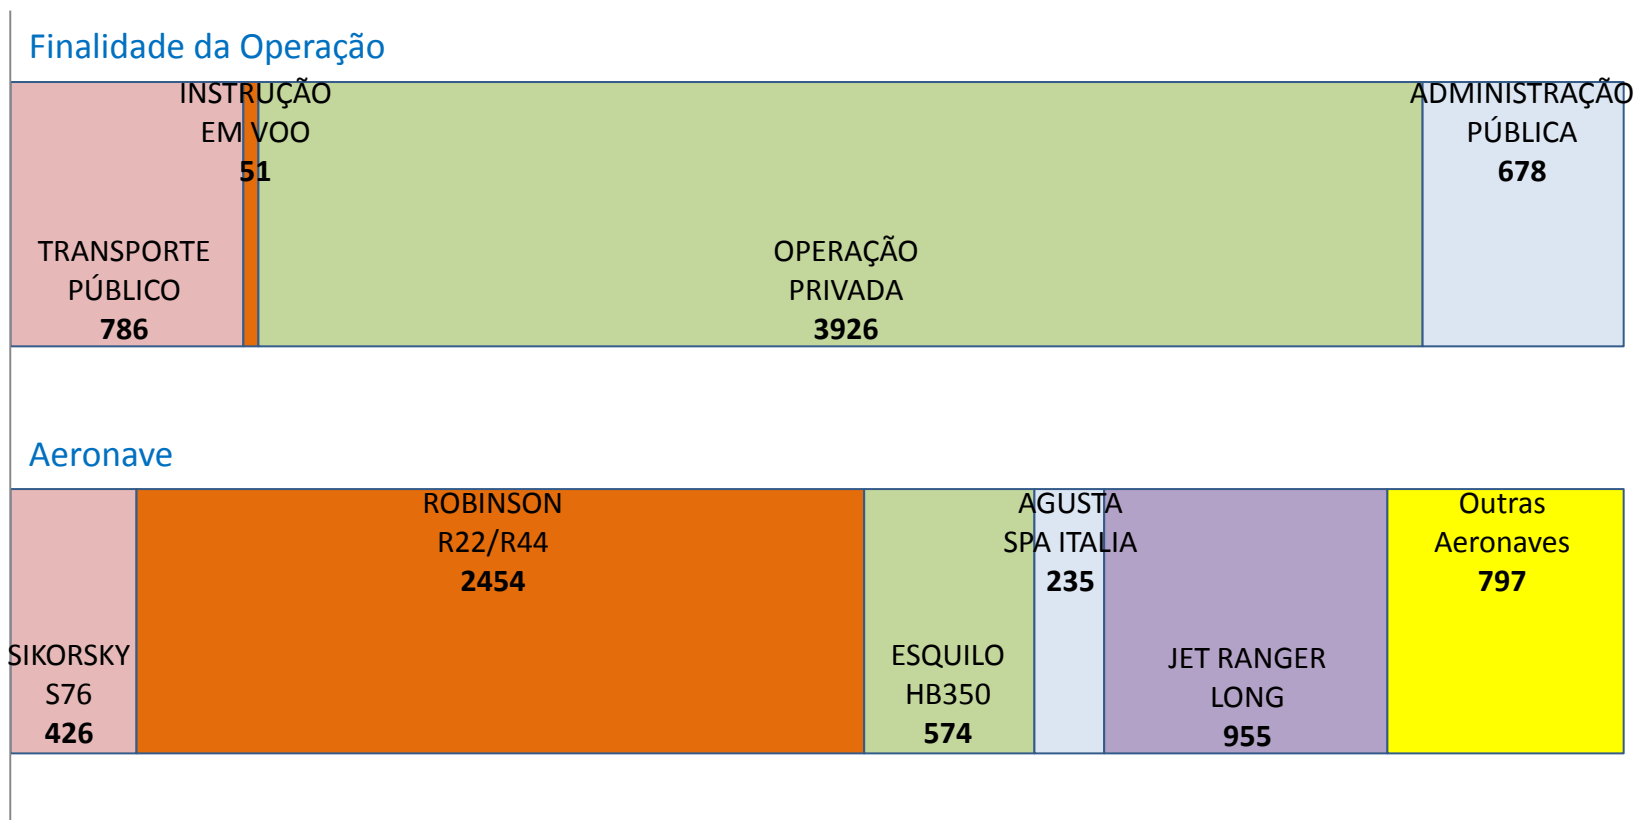 Finalidade da Operação
TRANSPORTE
PÚBLICO
786
INSTRUÇÃO
EM VOO
51
OPERAÇÃO
PRIVADA
3926
ADMINISTRAÇÃO
PÚBLICA
678
Aeronave
SIKORSKY
S76
426
ROBINSON
R22/R44
2454
ESQUILO
HB350
574
AGUSTA
SPA ITALIA
235
JET RANGER
LONG
955
Outras
Aeronaves
797